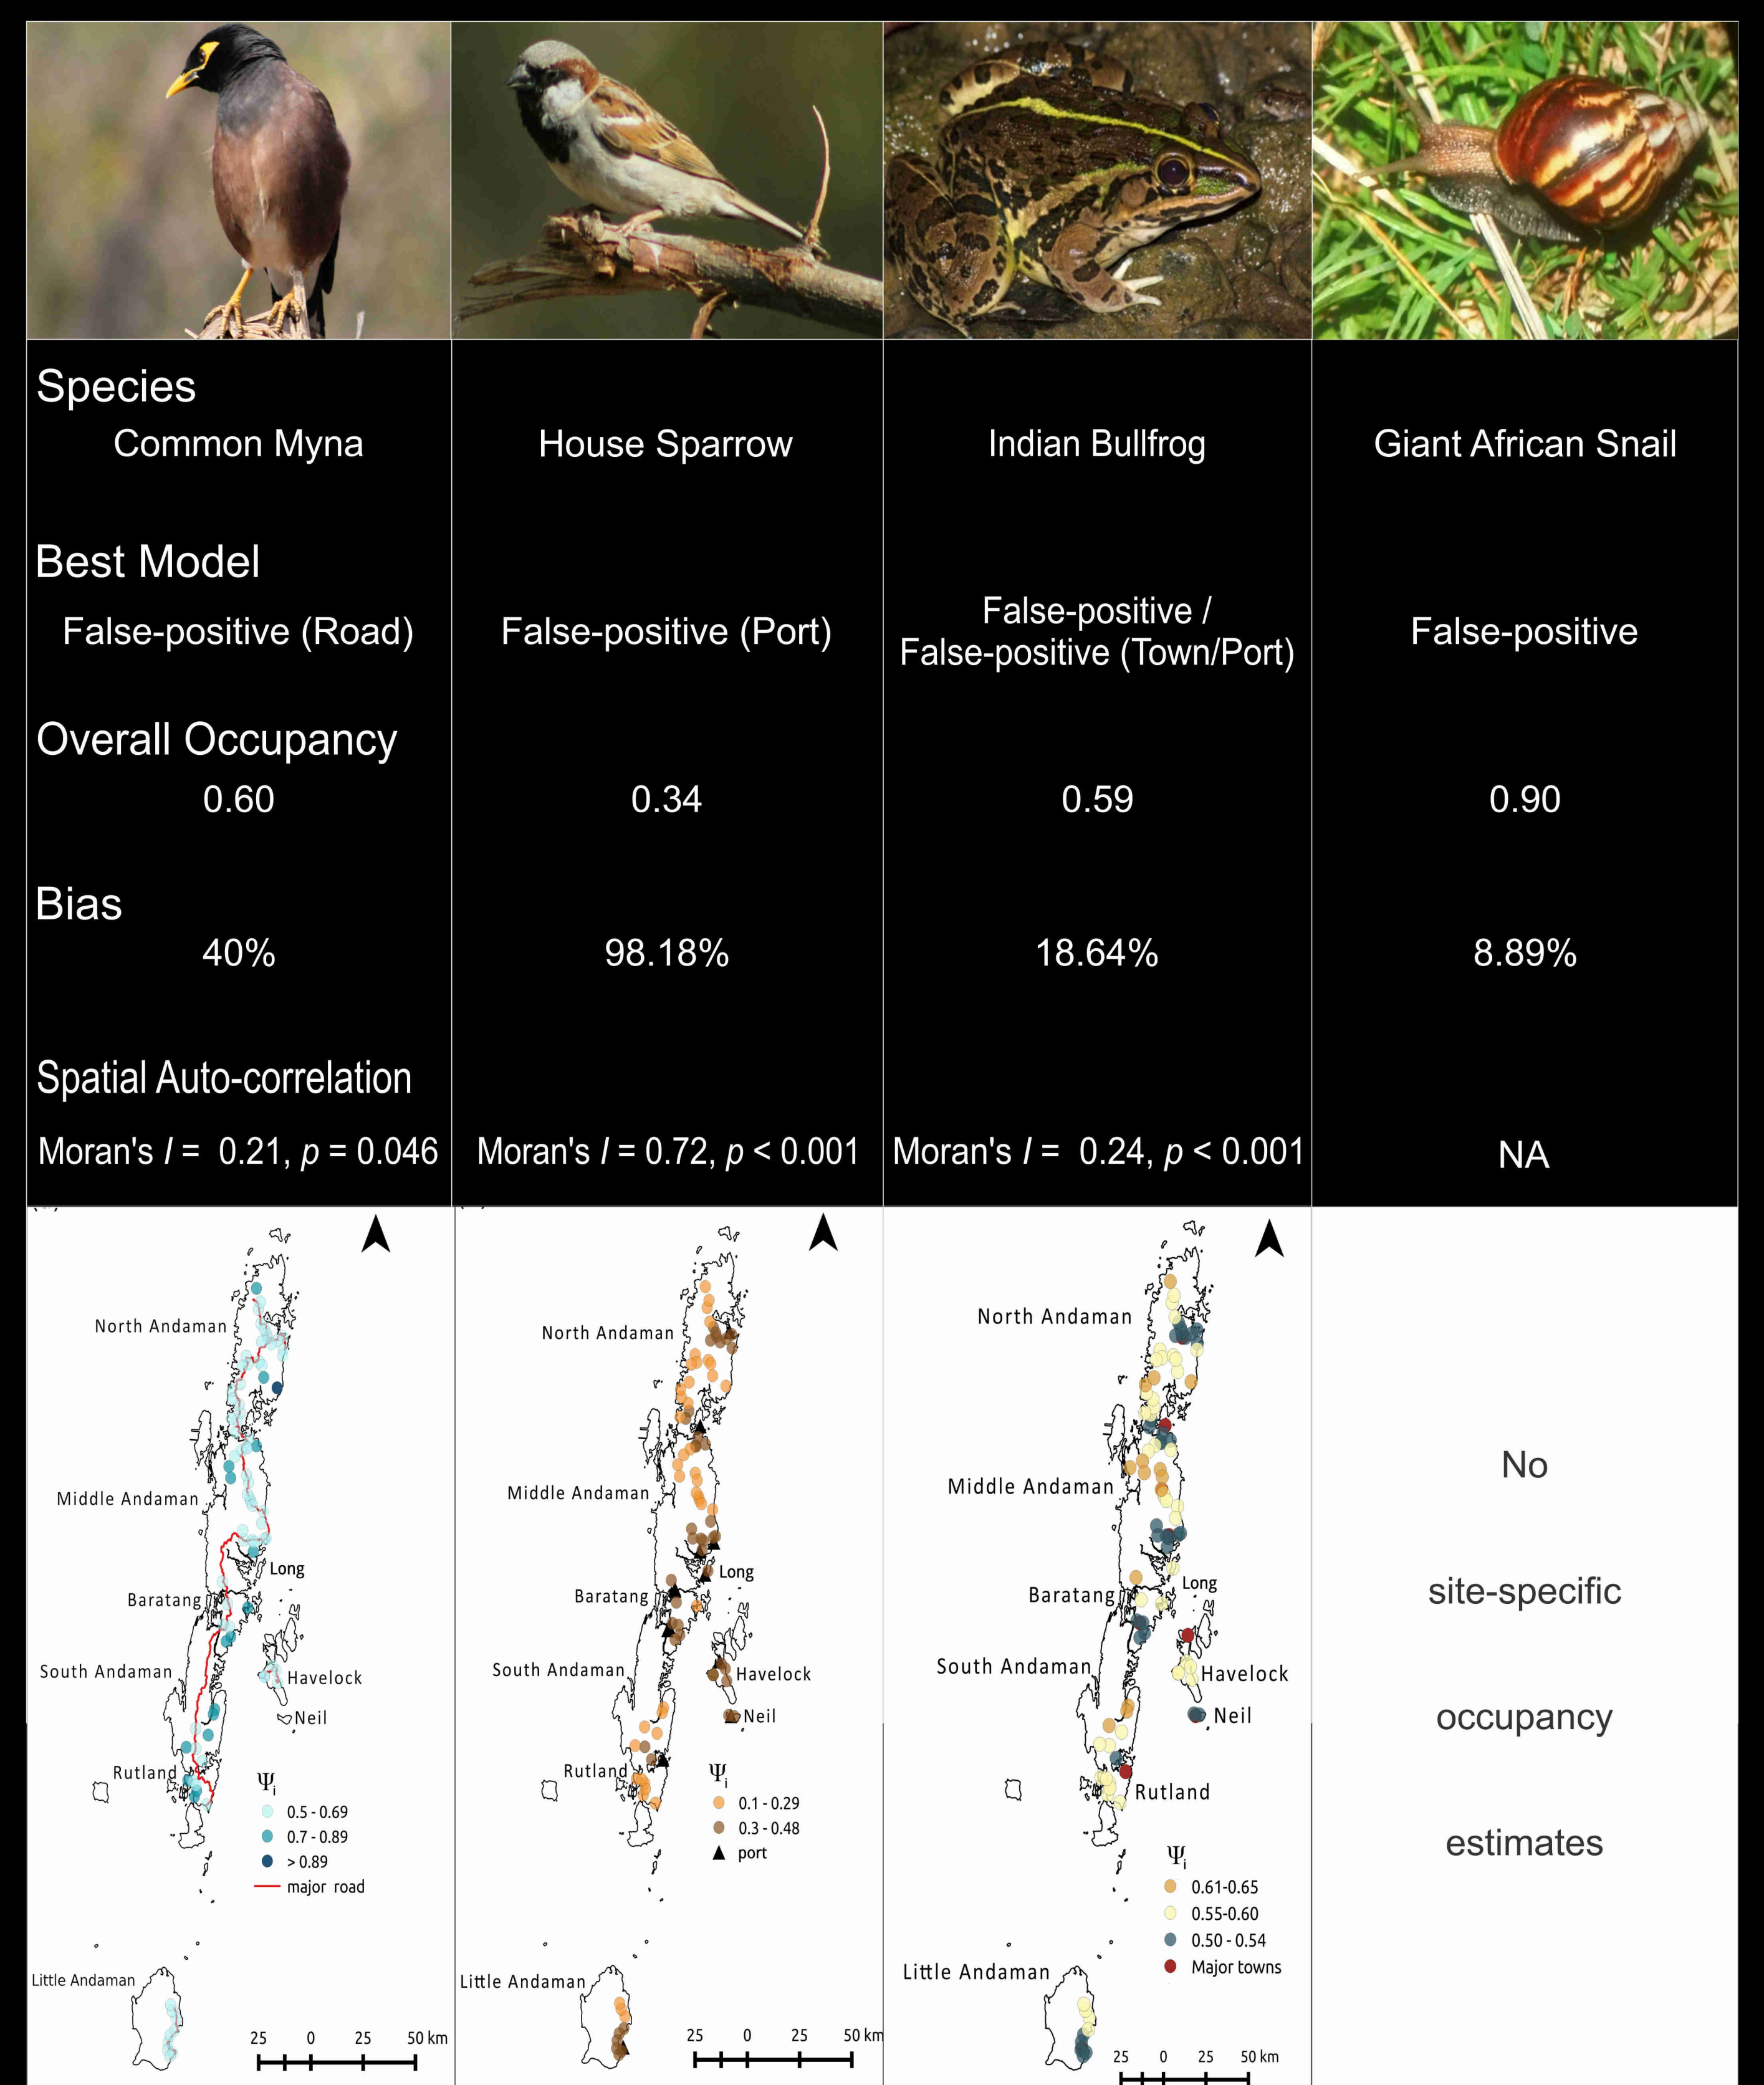 Species
Common Myna
House Sparrow
Indian Bullfrog
Giant African Snail
Best Model
False-positive (Road)
False-positive (Port)
False-positive /
False-positive (Town/Port)
False-positive
Overall Occupancy
0.60
0.34
0.59
0.90
Bias
40%
98.18%
18.64%
8.89%
Spatial Auto-correlation
Moran's I = 0.21, p = 0.046
Moran's I = 0.72, p < 0.001
Moran's I = 0.24, p < 0.001
NA
North Andaman
Middle Andaman
Long
Baratang
South Andaman
Havelock
Neil
Rutland
Ψi
0.5 - 0.69
0.7 - 0.89
> 0.89
major road
Little Andaman
25 0 25 50 km
North Andaman
Middle Andaman
Long
Baratang
South Andaman
Havelock
Neil
Rutland
Ψi
0.1 - 0.29
0.3 - 0.48
port
Little Andaman
25 0 25 50 km
North Andaman
Middle Andaman
Long
Baratang
South Andaman
Havelock
Neil
Rutland
Ψi
0.61-0.65
0.55-0.60
0.50 - 0.54
Major towns
Little Andaman
25 0 25 50 km
No
site-specific
occupancy
estimates